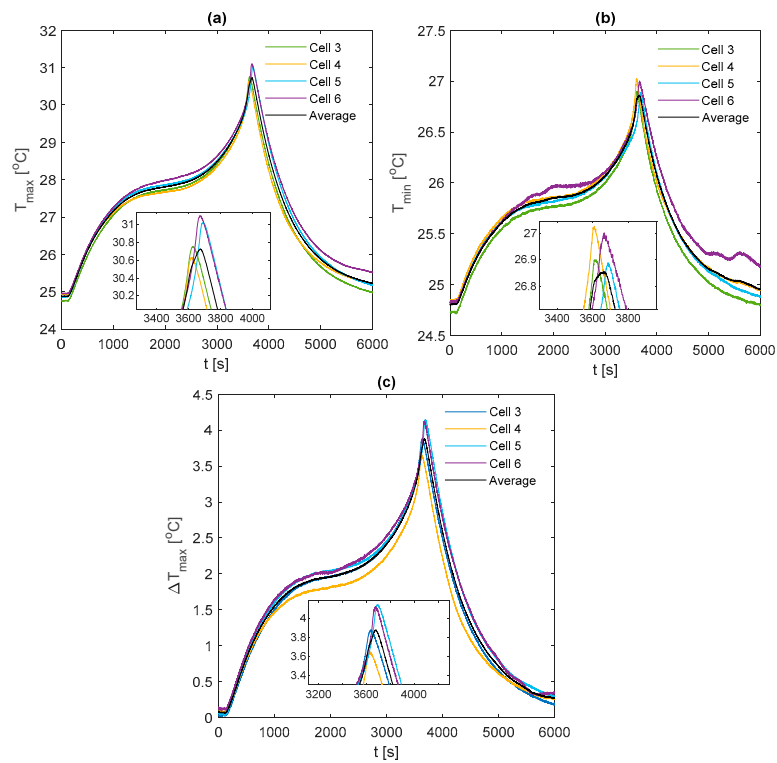 (a)
32
31
30
29
28
27
26
25
24
T_max [°C]
Cell 3
Cell 4
Cell 5
Cell 6
Average
31
30.8
30.6
30.4
30.2
3400 3600 3800 4000
0 1000 2000 3000 4000 5000 6000
t [s]
(b)
27.5
27
26.5
26
25.5
25
24.5
T_min [°C]
Cell 3
Cell 4
Cell 5
Cell 6
Average
27
26.9
26.8
3400 3600 3800
0 1000 2000 3000 4000 5000 6000
t [s]
(c)
4.5
4
3.5
3
2.5
2
1.5
1
0.5
0
ΔT_max [°C]
Cell 3
Cell 4
Cell 5
Cell 6
Average
4
3.8
3.6
3.4
3200 3600 4000
0 1000 2000 3000 4000 5000 6000
t [s]